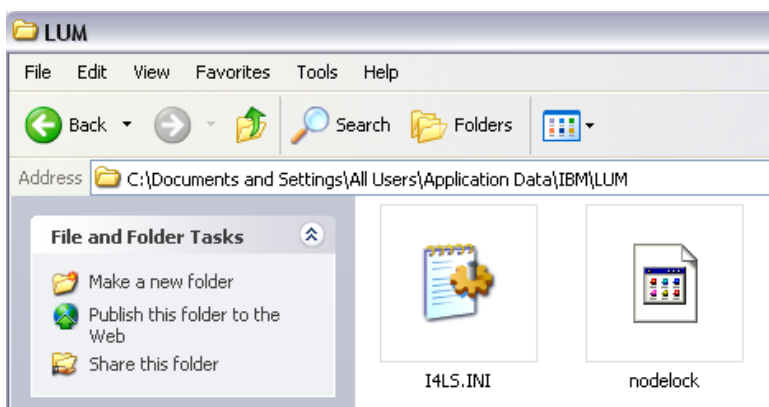 LUM
File Edit View Favorites Tools Help
Back Search Folders
Address C:\Documents and Settings\All Users\Application Data\IBM\LUM
File and Folder Tasks
Make a new folder
Publish this folder to the
Web
Share this folder
I4LS.INI nodelock